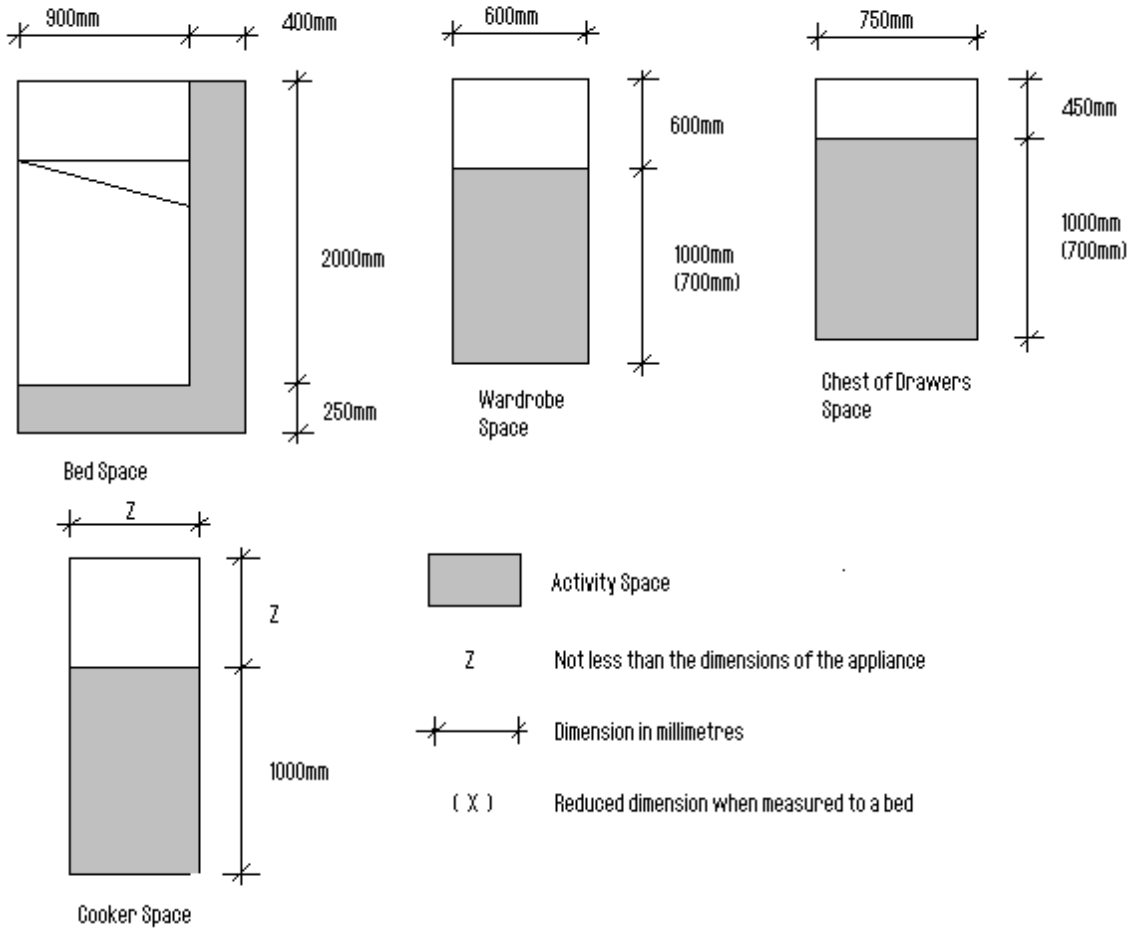 900mm
400mm
600mm
750mm
600mm
450mm
2000mm
1000mm
(700mm)
1000mm
(700mm)
250mm
Wardrobe
Space
Chest of Drawers
Space
Bed Space
Z
Activity Space
Z
Z
Not less than the dimensions of the appliance
Dimension in millimetres
1000mm
( X )
Reduced dimension when measured to a bed
Cooker Space